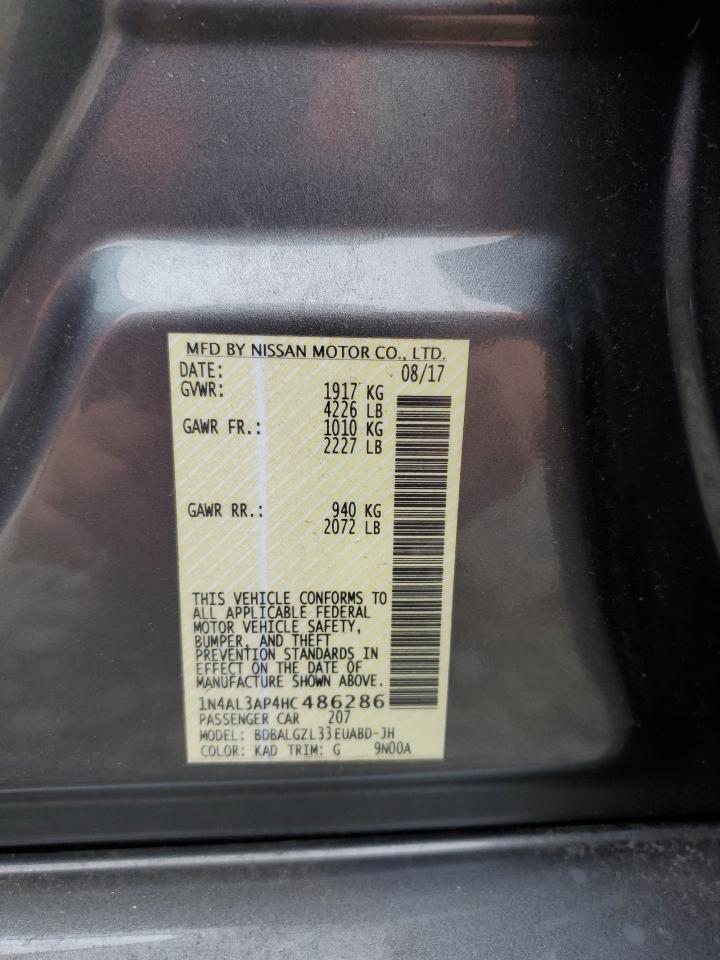 MFD BY NISSAN MOTOR CO., LTD.
DATE: 08/17
GVWR: 1917 KG
4226 LB
GAWR FR.: 1010 KG
2227 LB
GAWR RR.: 940 KG
2072 LB
THIS VEHICLE CONFORMS TO
ALL APPLICABLE FEDERAL
MOTOR VEHICLE SAFETY,
BUMPER, AND THEFT
PREVENTION STANDARDS IN
EFFECT ON THE DATE OF
MANUFACTURE SHOWN ABOVE.
1N4AL3AP4HC486286
PASSENGER CAR 207
MODEL: BDBALGZL33EUABD-JH
COLOR: KAD TRIM: G 9N00A